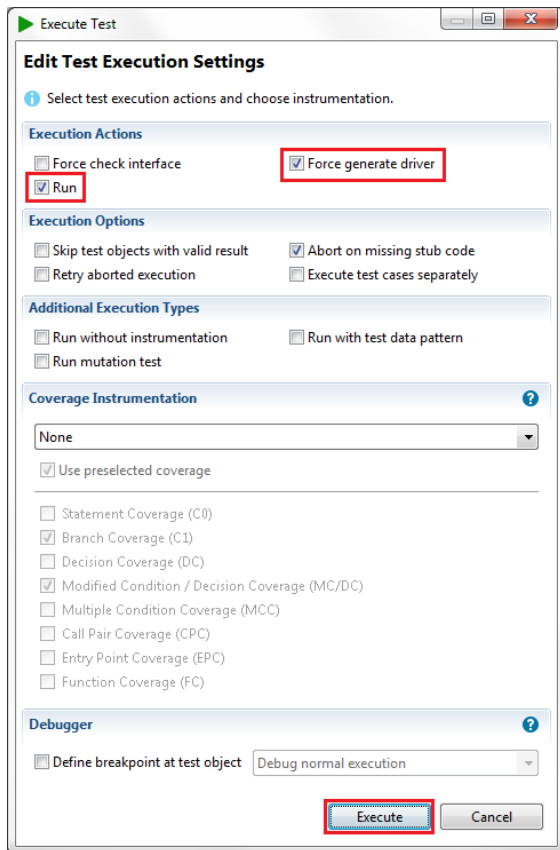 Execute Test
Edit Test Execution Settings
Select test execution actions and choose instrumentation.
Execution Actions
Force check interface
Force generate driver
Run
Execution Options
Skip test objects with valid result
Abort on missing stub code
Retry aborted execution
Execute test cases separately
Additional Execution Types
Run without instrumentation
Run with test data pattern
Run mutation test
Coverage Instrumentation
None
Use preselected coverage
Statement Coverage (C0)
Branch Coverage (C1)
Decision Coverage (DC)
Modified Condition / Decision Coverage (MC/DC)
Multiple Condition Coverage (MCC)
Call Pair Coverage (CPC)
Entry Point Coverage (EPC)
Function Coverage (FC)
Debugger
Define breakpoint at test object
Debug normal execution
Execute
Cancel